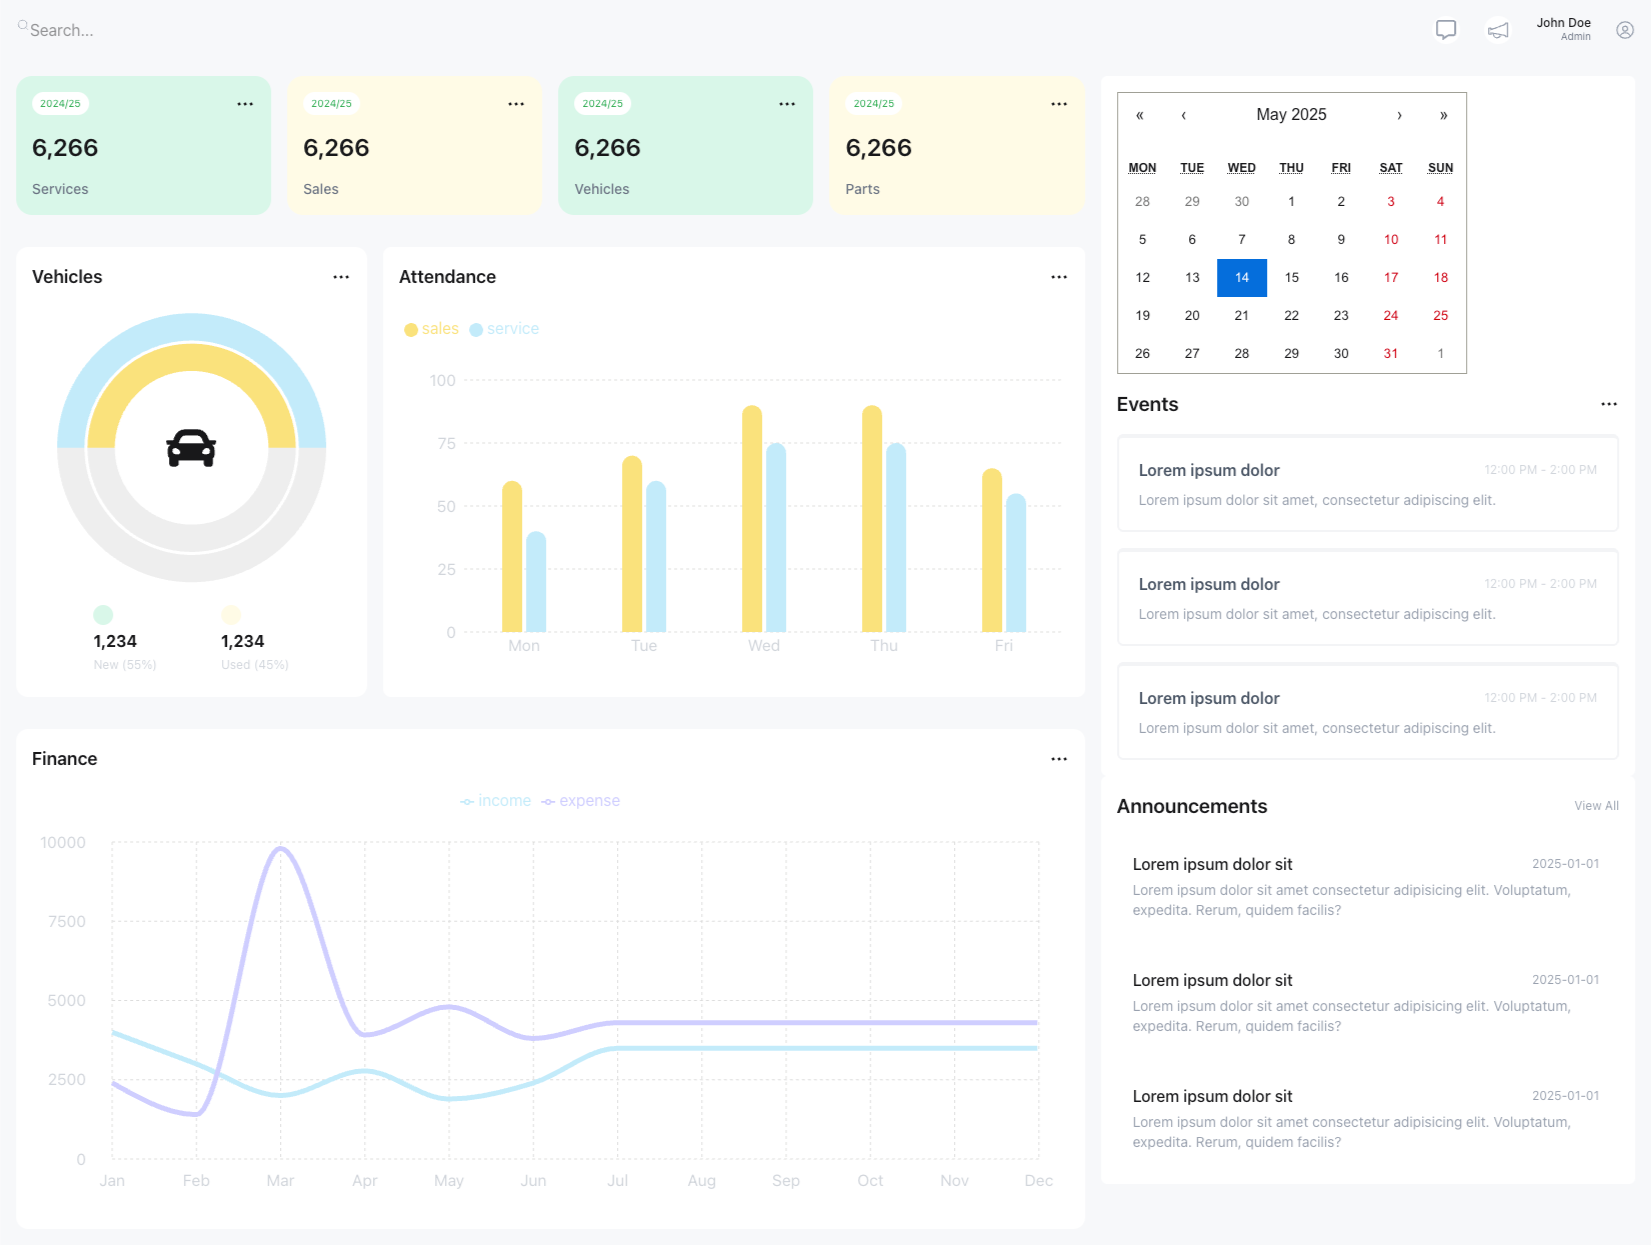 Search...
John Doe
Admin
2024/25
6,266
Services
2024/25
6,266
Sales
2024/25
6,266
Vehicles
2024/25
6,266
Parts
Vehicles
1,234
New (55%)
1,234
Used (45%)
Attendance
sales service
100
75
50
25
0
Mon Tue Wed Thu Fri
Finance
income expense
10000
7500
5000
2500
0
Jan Feb Mar Apr May Jun Jul Aug Sep Oct Nov Dec
« ‹ May 2025 › »
MON TUE WED THU FRI SAT SUN
28 29 30 1 2 3 4
5 6 7 8 9 10 11
12 13 14 15 16 17 18
19 20 21 22 23 24 25
26 27 28 29 30 31 1
Events
Lorem ipsum dolor 12:00 PM - 2:00 PM
Lorem ipsum dolor sit amet, consectetur adipiscing elit.
Lorem ipsum dolor 12:00 PM - 2:00 PM
Lorem ipsum dolor sit amet, consectetur adipiscing elit.
Lorem ipsum dolor 12:00 PM - 2:00 PM
Lorem ipsum dolor sit amet, consectetur adipiscing elit.
Announcements View All
Lorem ipsum dolor sit 2025-01-01
Lorem ipsum dolor sit amet consectetur adipisicing elit. Voluptatum,
expedita. Rerum, quidem facilis?
Lorem ipsum dolor sit 2025-01-01
Lorem ipsum dolor sit amet consectetur adipisicing elit. Voluptatum,
expedita. Rerum, quidem facilis?
Lorem ipsum dolor sit 2025-01-01
Lorem ipsum dolor sit amet consectetur adipisicing elit. Voluptatum,
expedita. Rerum, quidem facilis?